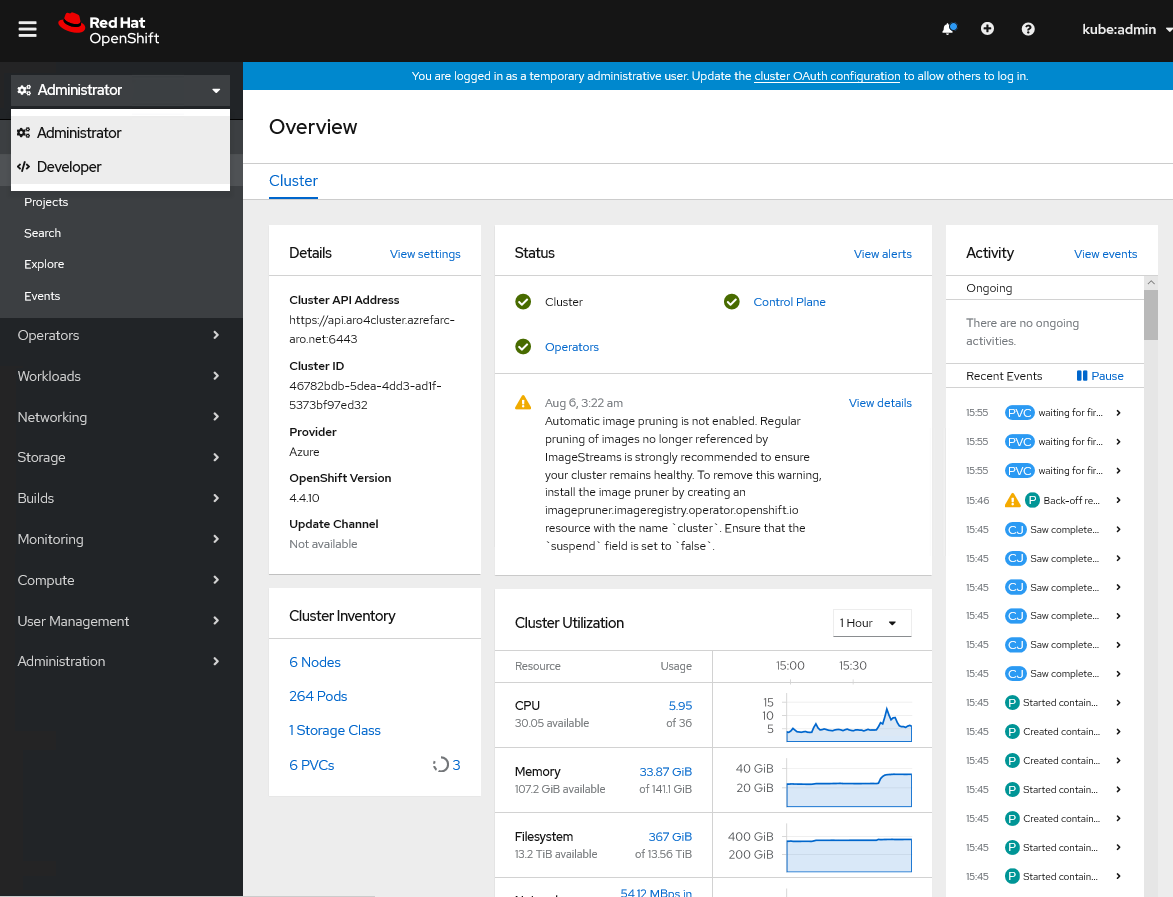 Red Hat
OpenShift
kube:admin
Administrator
You are logged in as a temporary administrative user. Update the cluster OAuth configuration to allow others to log in.
Administrator
Developer
Projects
Search
Explore
Events
Operators
Workloads
Networking
Storage
Builds
Monitoring
Compute
User Management
Administration
Overview
Cluster
Details
View settings
Cluster API Address
https://api.aro4cluster.azrefarc-
aro.net:6443
Cluster ID
46782bdb-5dea-4dd3-ad1f-
5373bf97ed32
Provider
Azure
OpenShift Version
4.4.10
Update Channel
Not available
Cluster Inventory
6 Nodes
264 Pods
1 Storage Class
6 PVCs
3
Status
View alerts
Cluster
Control Plane
Operators
Aug 6, 3:22 am
View details
Automatic image pruning is not enabled. Regular
pruning of images no longer referenced by
ImageStreams is strongly recommended to ensure
your cluster remains healthy. To remove this warning,
install the image pruner by creating an
imagepruner.imageregistry.operator.openshift.io
resource with the name `cluster`. Ensure that the
`suspend` field is set to `false`.
Cluster Utilization
1 Hour
Resource Usage 15:00 15:30
CPU 5.95
30.05 available of 36
15
10
5
Memory 33.87 GiB
107.2 GiB available of 141.1 GiB
40 GiB
20 GiB
Filesystem 367 GiB
13.2 TiB available of 13.56 TiB
400 GiB
200 GiB
54.12 MBps in
Activity
View events
Ongoing
There are no ongoing
activities.
Recent Events
Pause
15:55 PVC waiting for fir...
15:55 PVC waiting for fir...
15:55 PVC waiting for fir...
15:46 P Back-off re...
15:45 CJ Saw complete...
15:45 CJ Saw complete...
15:45 CJ Saw complete...
15:45 CJ Saw complete...
15:45 CJ Saw complete...
15:45 CJ Saw complete...
15:45 P Started contain...
15:45 P Created contain...
15:45 P Created contain...
15:45 P Started contain...
15:45 P Created contain...
15:45 P Started contain...
15:45 P Started contain...